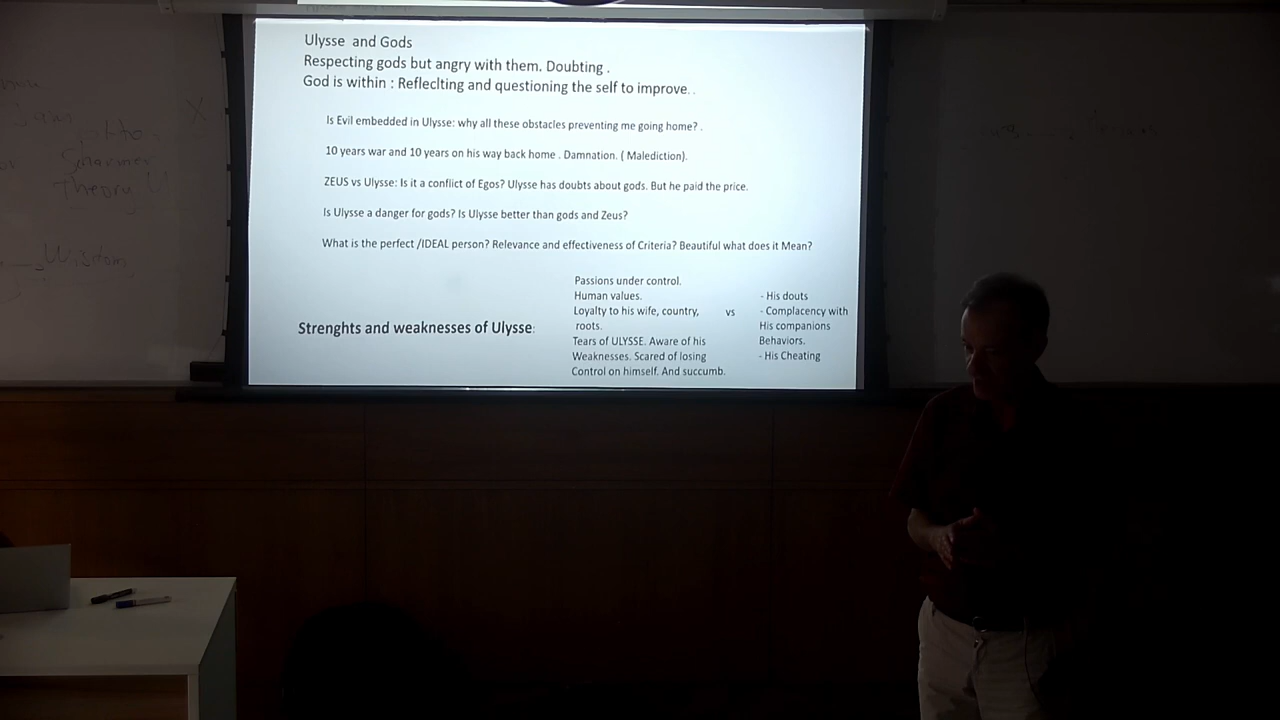 Ulysse and Gods
Respecting gods but angry with them. Doubting .
God is within : Refleclting and questioning the self to improve. .
Is Evil embedded in Ulysse: why all these obstacles preventing me going home? .
10 years war and 10 years on his way back home . Damnation. ( Malediction).
ZEUS vs Ulysse: Is it a conflict of Egos? Ulysse has doubts about gods. But he paid the price.
Is Ulysse a danger for gods? Is Ulysse better than gods and Zeus?
What is the perfect /IDEAL person? Relevance and effectiveness of Criteria? Beautiful what does it Mean?
Strenghts and weaknesses of Ulysse:
Passions under control.
Human values.
Loyalty to his wife, country,
roots.
Tears of ULYSSE. Aware of his
Weaknesses. Scared of losing
Control on himself. And succumb.
vs
- His douts
- Complacency with
His companions
Behaviors.
- His Cheating
Theory U
Wisdom